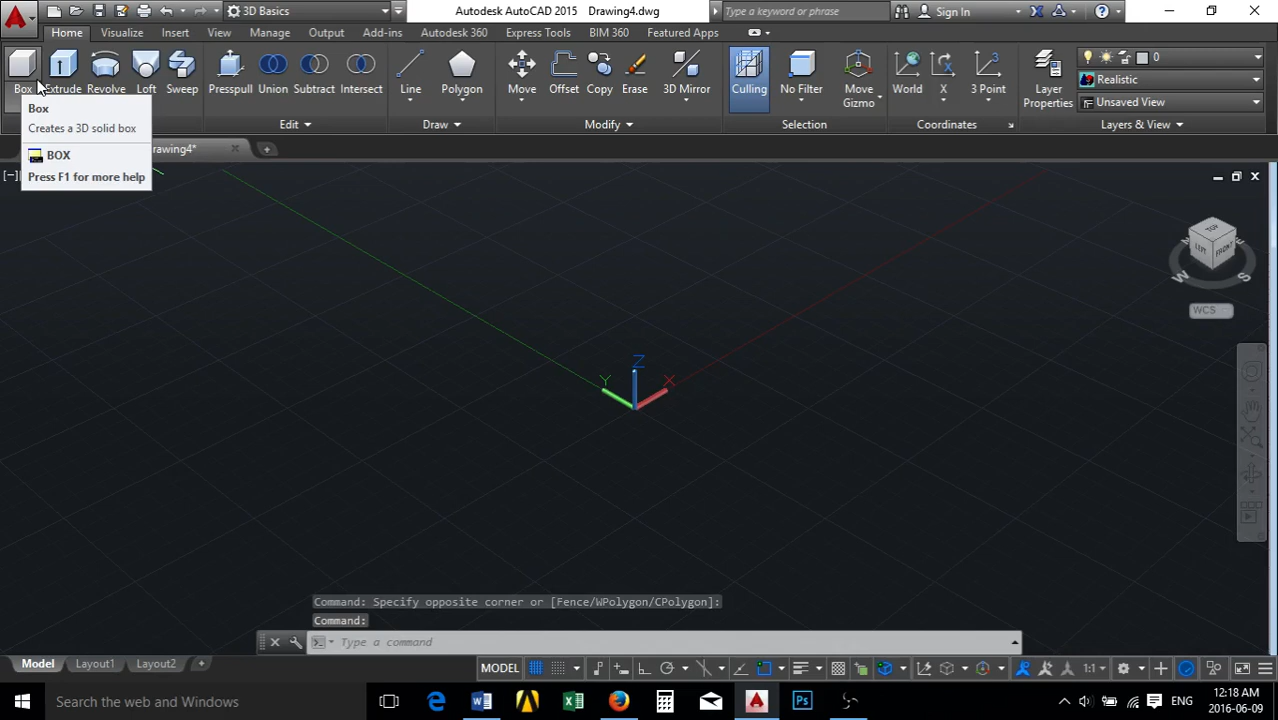 3D Basics
Autodesk AutoCAD 2015 Drawing4.dwg
Type a keyword or phrase
Sign In
Home Visualize Insert View Manage Output Add-ins Autodesk 360 Express Tools BIM 360 Featured Apps
Box Extrude Revolve Loft Sweep Presspull Union Subtract Intersect Line Polygon Move Offset Copy Erase 3D Mirror Culling No Filter Move Gizmo World X 3 Point Layer Properties
0
Realistic
Unsaved View
Edit Draw Modify Selection Coordinates Layers & View
Box
Creates a 3D solid box
BOX
Press F1 for more help
rawing4*
[−]
TOP
LEFT FRONT
N E
W S
WCS
Z
Y X
Command: Specify opposite corner or [Fence/WPolygon/CPolygon]:
Command:
Type a command
Model Layout1 Layout2 +
MODEL
1:1
Search the web and Windows
ENG
12:18 AM
2016-06-09